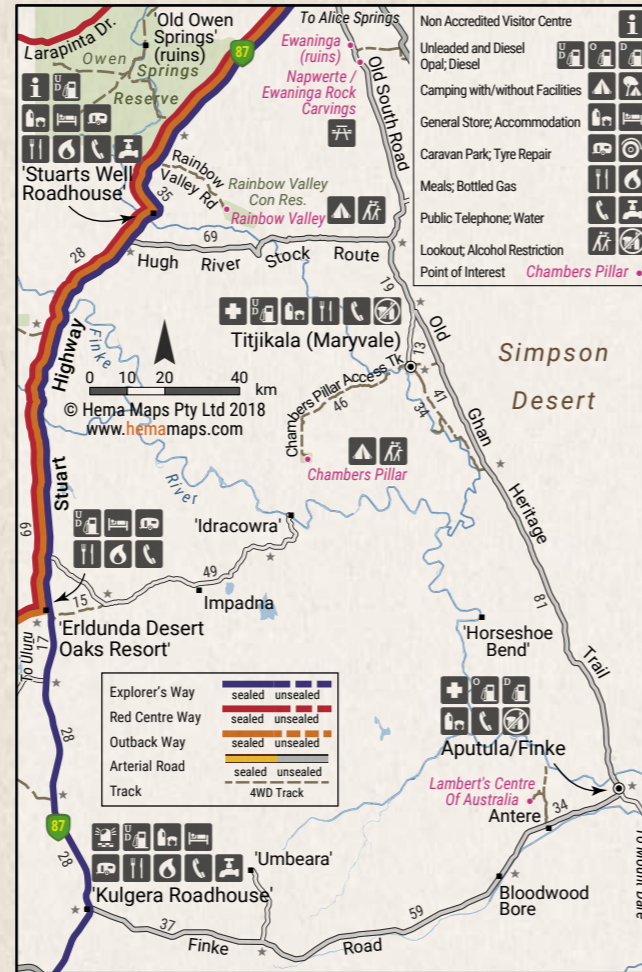 Larapinta Dr.
'Old Owen
Springs'
(ruins)
Owen
Springs
Reserve
87
To Alice Springs
Ewaninga
(ruins)
Napwerte /
Ewaninga Rock
Carvings
Old South Road
Non Accredited Visitor Centre
Unleaded and Diesel
Opal; Diesel
UD
O
D
Camping with/without Facilities
General Store; Accommodation
Caravan Park; Tyre Repair
Meals; Bottled Gas
Public Telephone; Water
Lookout; Alcohol Restriction
Point of Interest Chambers Pillar
UD
'Stuarts Well
Roadhouse'
35
Rainbow
Valley Rd
Rainbow Valley
Con Res.
Rainbow Valley
69
Hugh River Stock Route
28
19
Finke
River
UD
Titjikala (Maryvale)
13
Old
Ghan
Heritage
Trail
Simpson
Desert
Highway
Stuart
0 10 20 40
km
© Hema Maps Pty Ltd 2018
www.hemamaps.com
Chambers Pillar Access Tk
46
41
34
Chambers Pillar
'Idracowra'
UD
69
49
15
Impadna
'Erldunda Desert
Oaks Resort'
To Uluru
17
81
'Horseshoe
Bend'
28
Explorer's Way
sealed unsealed
Red Centre Way
sealed unsealed
Outback Way
sealed unsealed
Arterial Road
sealed unsealed
Track
4WD Track
O
D
Aputula/Finke
Lambert's Centre
Of Australia
34
Antere
To Mount Dare
87
28
UD
'Umbeara'
'Kulgera Roadhouse'
Bloodwood
Bore
37
59
Finke Road